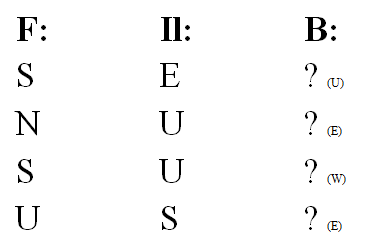 F: Il: B:
S E ? (U)
N U ? (E)
S U ? (W)
U S ? (E)